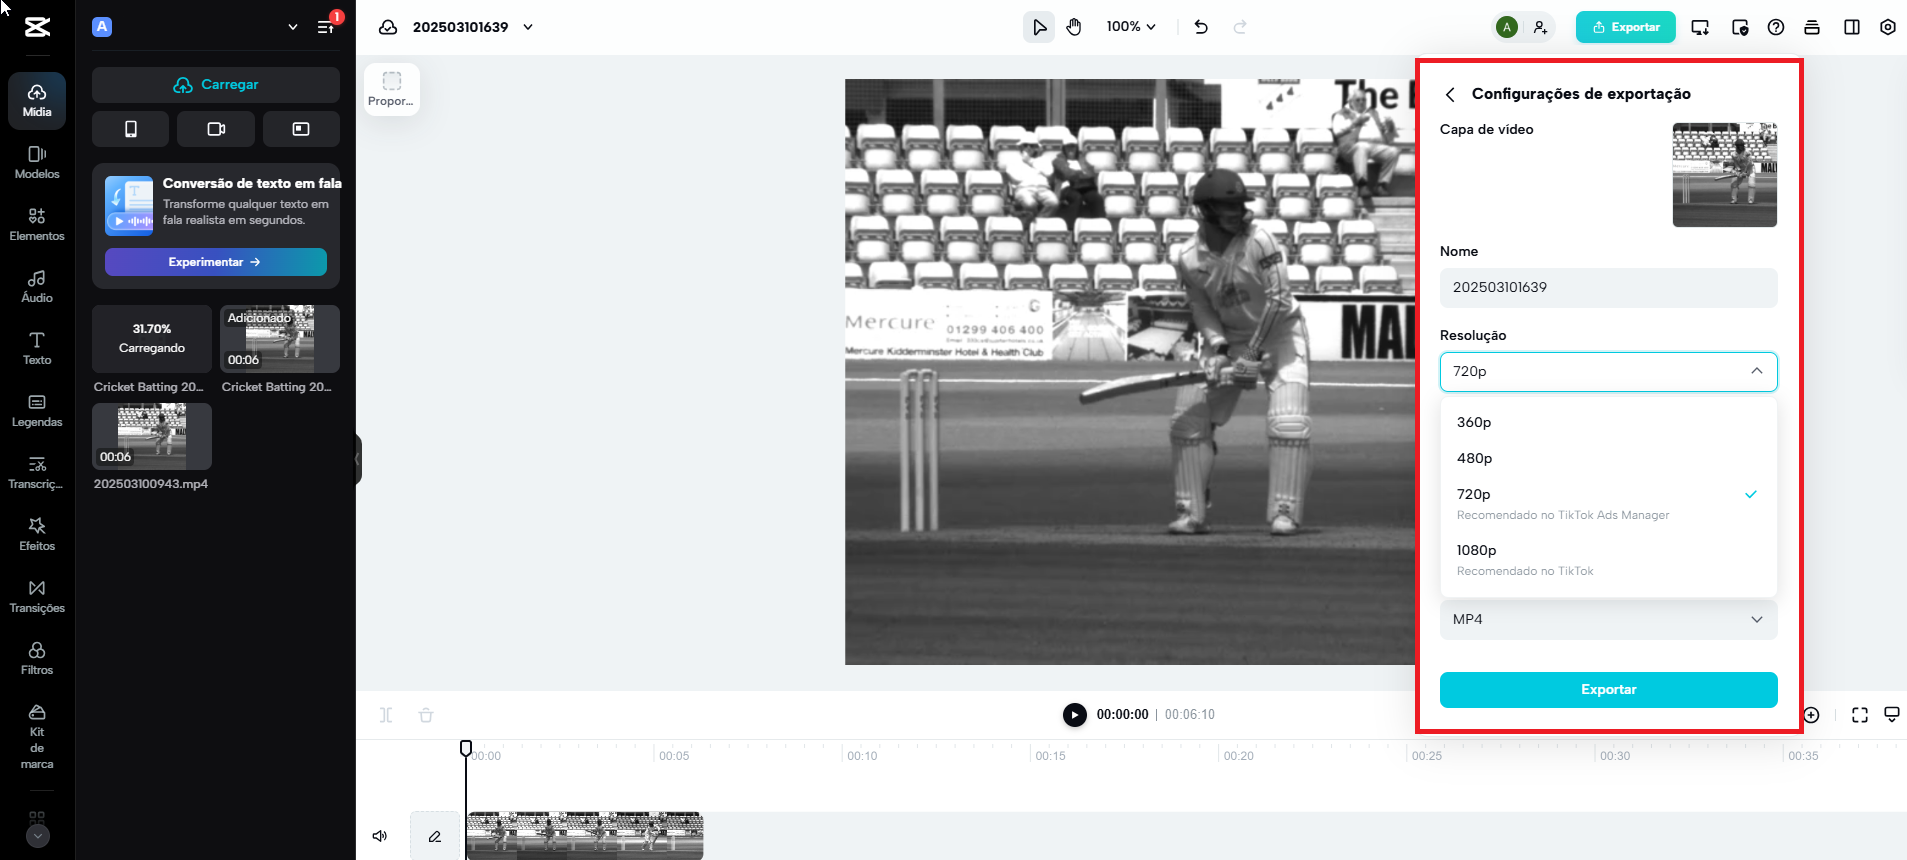 A
1
202503101639
100%
A
Exportar
Mídia
Modelos
Elementos
Áudio
Texto
Legendas
Transcriç...
Efeitos
Transições
Filtros
Kit
de
marca
Carregar
Conversão de texto em fala
Transforme qualquer texto em
fala realista em segundos.
Experimentar →
31.70%
Carregando
Cricket Batting 20...
Adicionado
00:06
Cricket Batting 20...
00:06
202503100943.mp4
Propor...
The B
Mercure
01299 406 400
Mercure Kidderminster Hotel & Health Club
MAL
Configurações de exportação
Capa de vídeo
Nome
202503101639
Resolução
720p
360p
480p
720p
Recomendado no TikTok Ads Manager
1080p
Recomendado no TikTok
MP4
Exportar
00:00:00 | 00:06:10
00:00
00:05
00:10
00:15
00:20
00:25
00:30
00:35